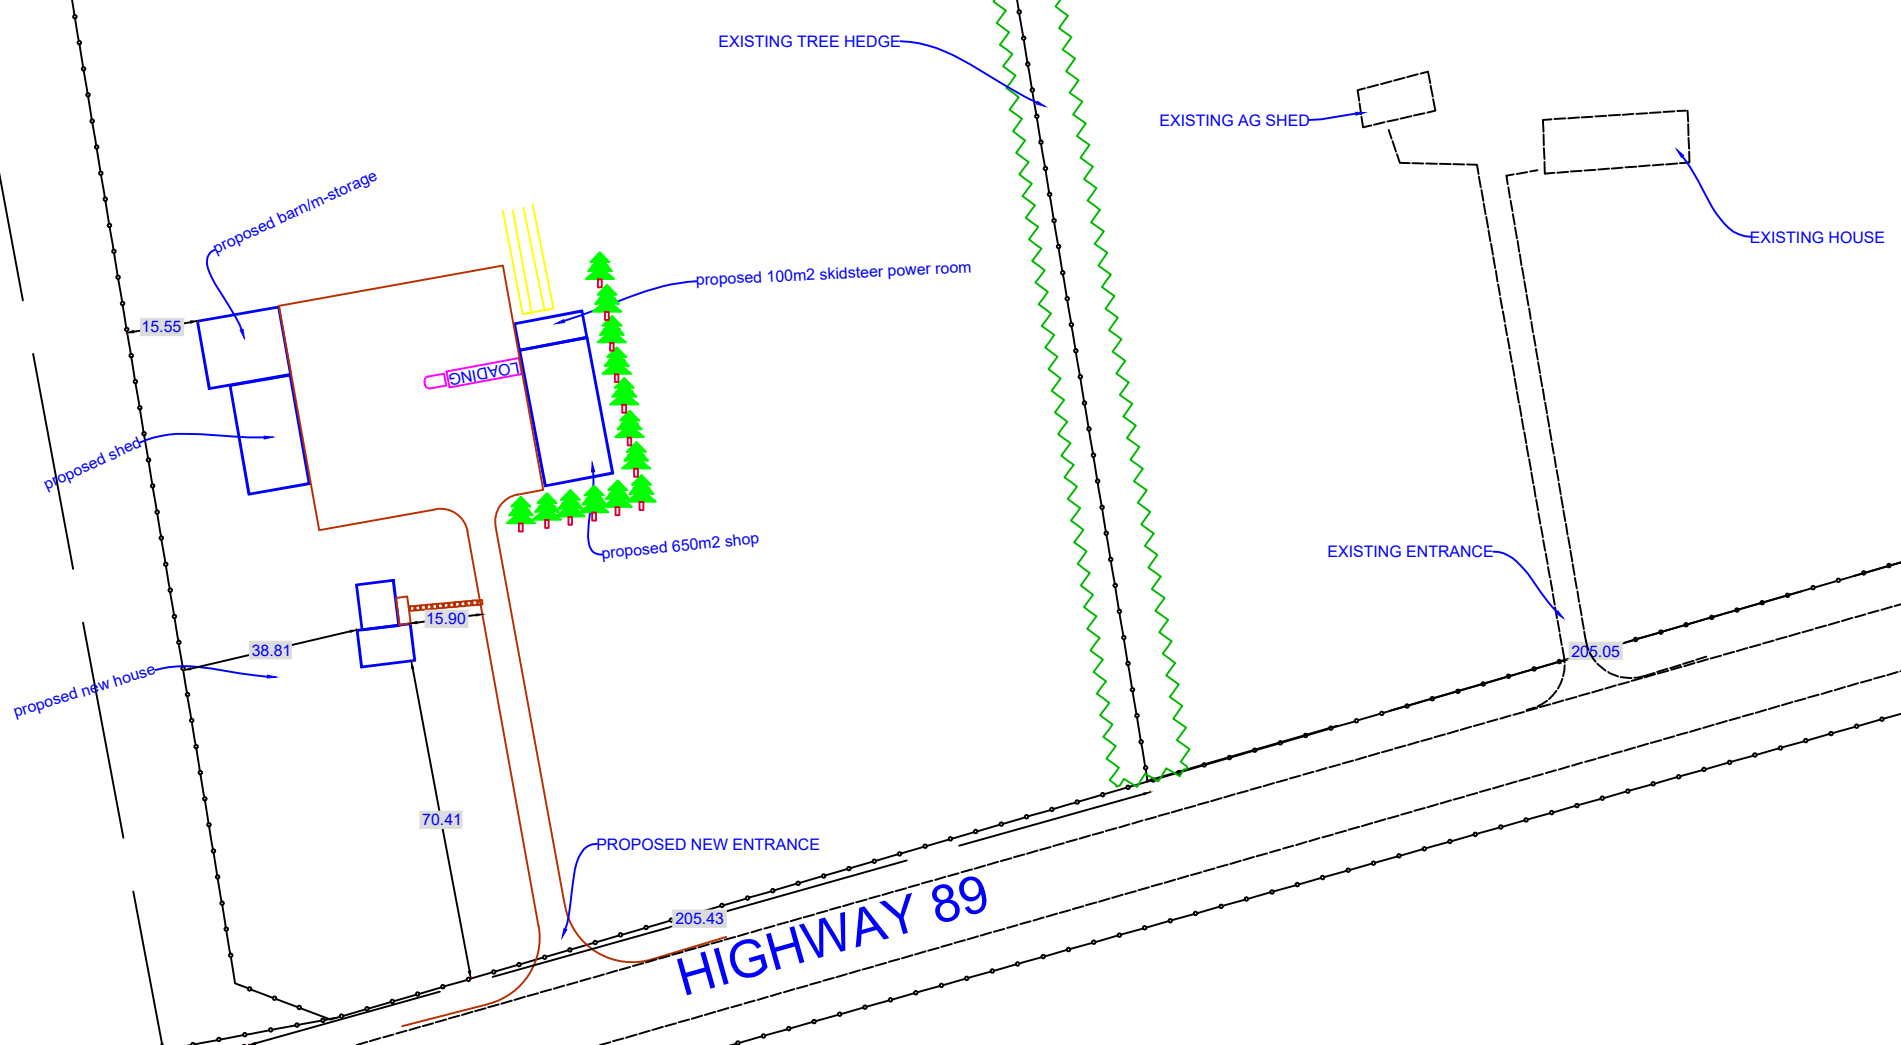 EXISTING TREE HEDGE
EXISTING AG SHED
proposed barn/m-storage
EXISTING HOUSE
proposed 100m2 skidsteer power room
15.55
LOADING
proposed shed
proposed 650m2 shop
EXISTING ENTRANCE
15.90
38.81
205.05
proposed new house
70.41
PROPOSED NEW ENTRANCE
205.43
HIGHWAY 89